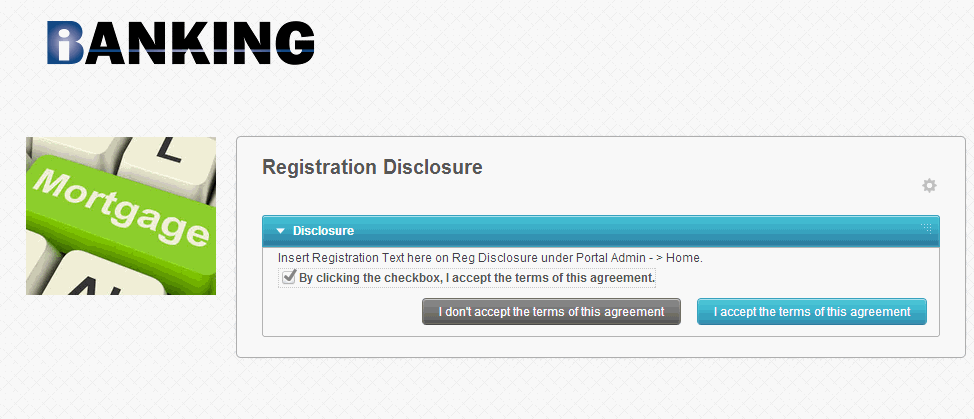 iBANKING
L
Mortgage
Registration Disclosure
Disclosure
Insert Registration Text here on Reg Disclosure under Portal Admin - > Home.
By clicking the checkbox, I accept the terms of this agreement.
I don't accept the terms of this agreement
I accept the terms of this agreement